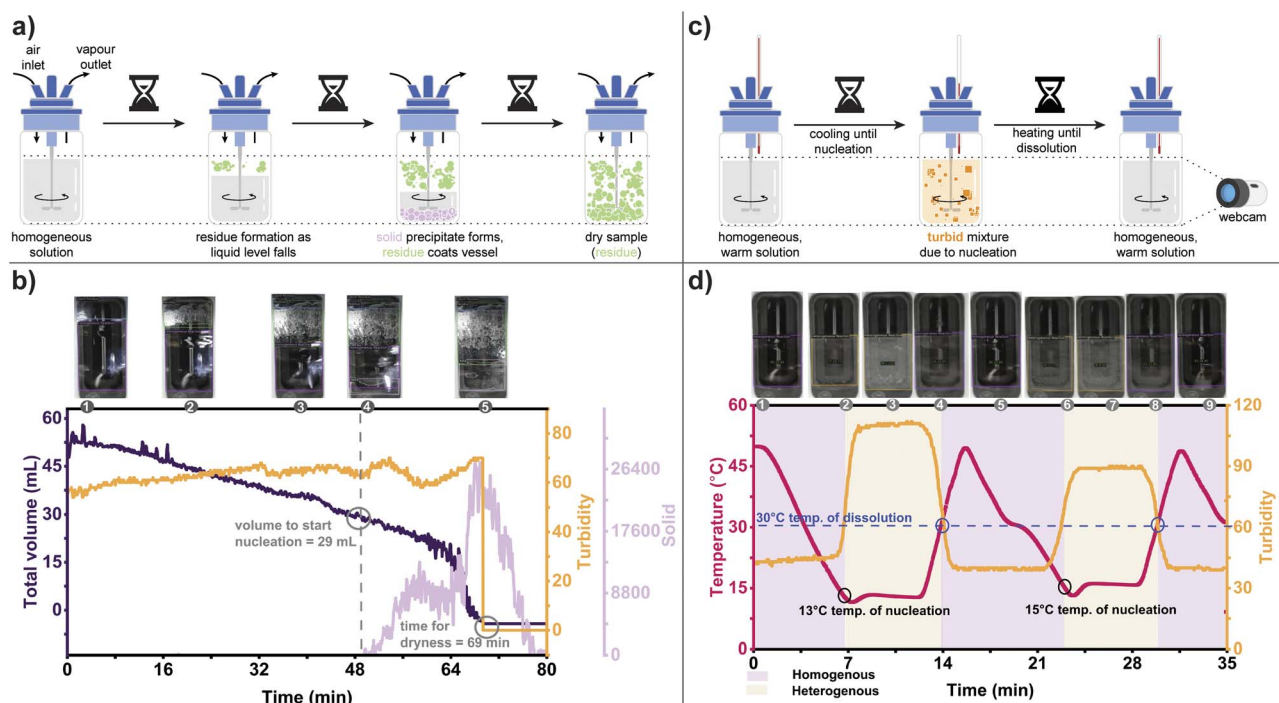 a)
air
inlet
vapour
outlet
homogeneous
solution
residue formation as
liquid level falls
solid precipitate forms,
residue coats vessel
dry sample
(residue)
c)
cooling until
nucleation
heating until
dissolution
webcam
homogeneous,
warm solution
turbid mixture
due to nucleation
homogeneous,
warm solution
b)
1
2
3
4
5
60
45
30
15
0
Total volume (mL)
80
60
40
20
0
Turbidity
26400
17600
8800
0
Solid
volume to start
nucleation = 29 mL
time for
dryness = 69 min
0
16
32
48
64
80
Time (min)
d)
1
2
3
4
5
6
7
8
9
60
45
30
15
0
Temperature (°C)
120
90
60
30
0
Turbidity
30°C temp. of dissolution
13°C temp. of nucleation
15°C temp. of nucleation
0
7
14
21
28
35
Time (min)
Homogenous
Heterogenous